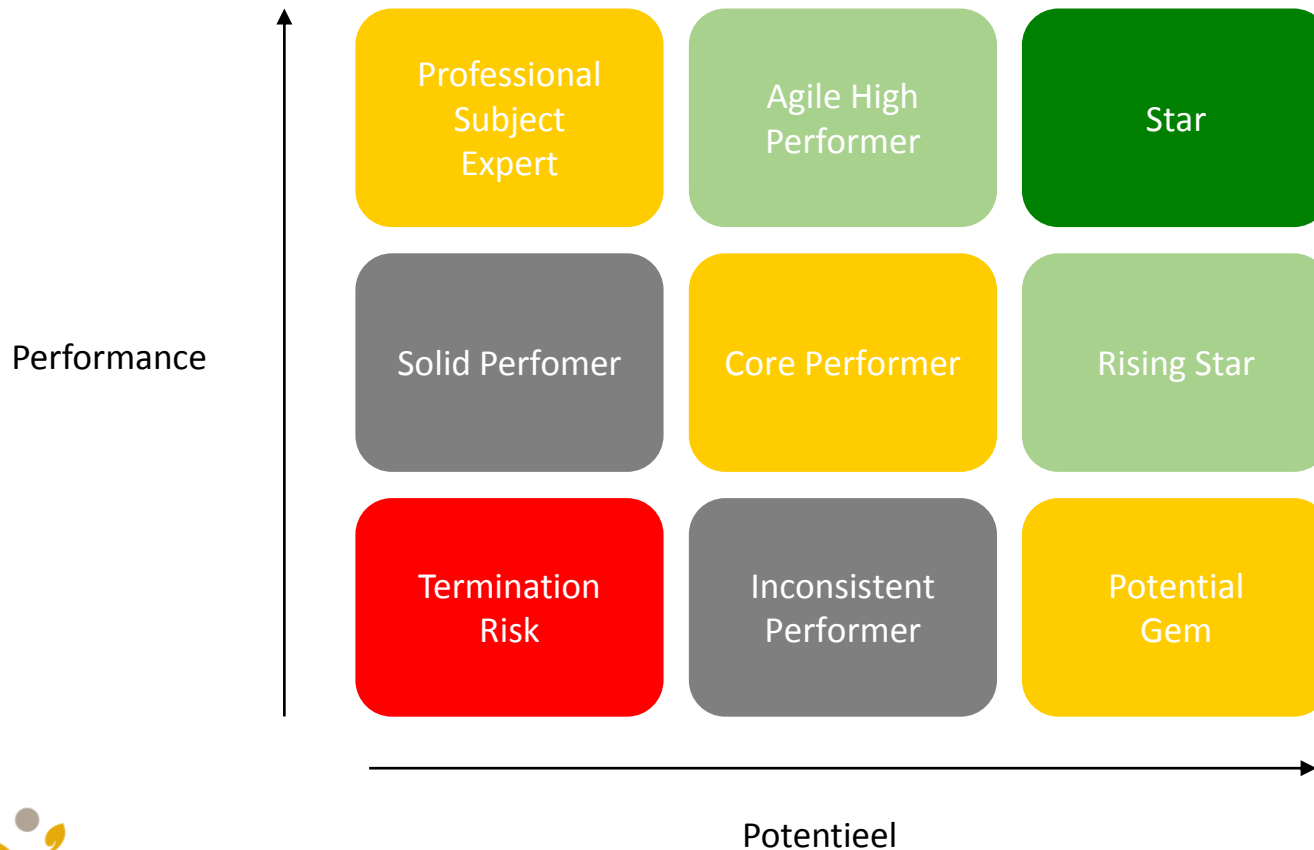 Professional
Subject
Expert
Agile High
Performer
Star
Performance
Solid Perfomer
Core Performer
Rising Star
Termination
Risk
Inconsistent
Performer
Potential
Gem
Potentieel